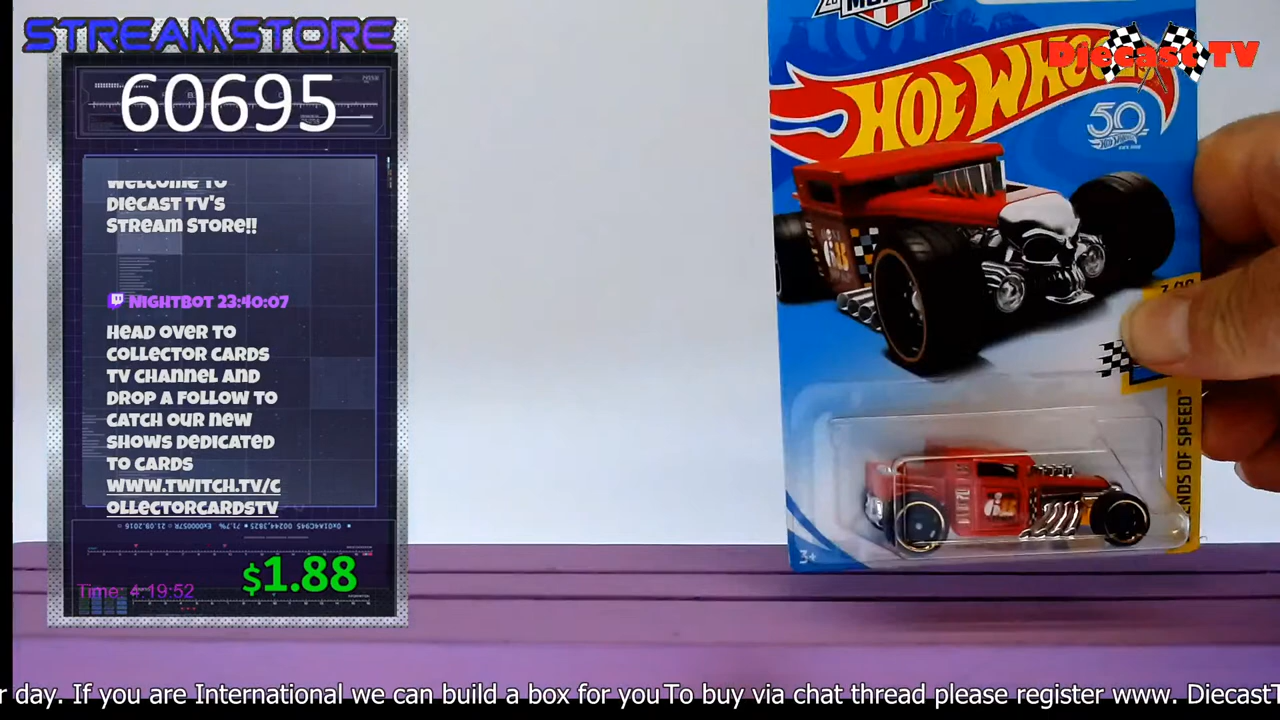 STREAMSTORE
60695
WELCOME TO
DIECAST TV'S
STREAM STORE!!
NIGHTBOT 23:40:07
HEAD OVER TO
COLLECTOR CARDS
TV CHANNEL AND
DROP A FOLLOW TO
CATCH OUR NEW
SHOWS DEDICATED
TO CARDS
WWW.TWITCH.TV/C
OLLECTORCARDSTV
Time: 4:19:52
$1.88
Diecast TV
HOT WHEELS
50
OF SPEED
3+
r day. If you are International we can build a box for youTo buy via chat thread please register www. DiecastT